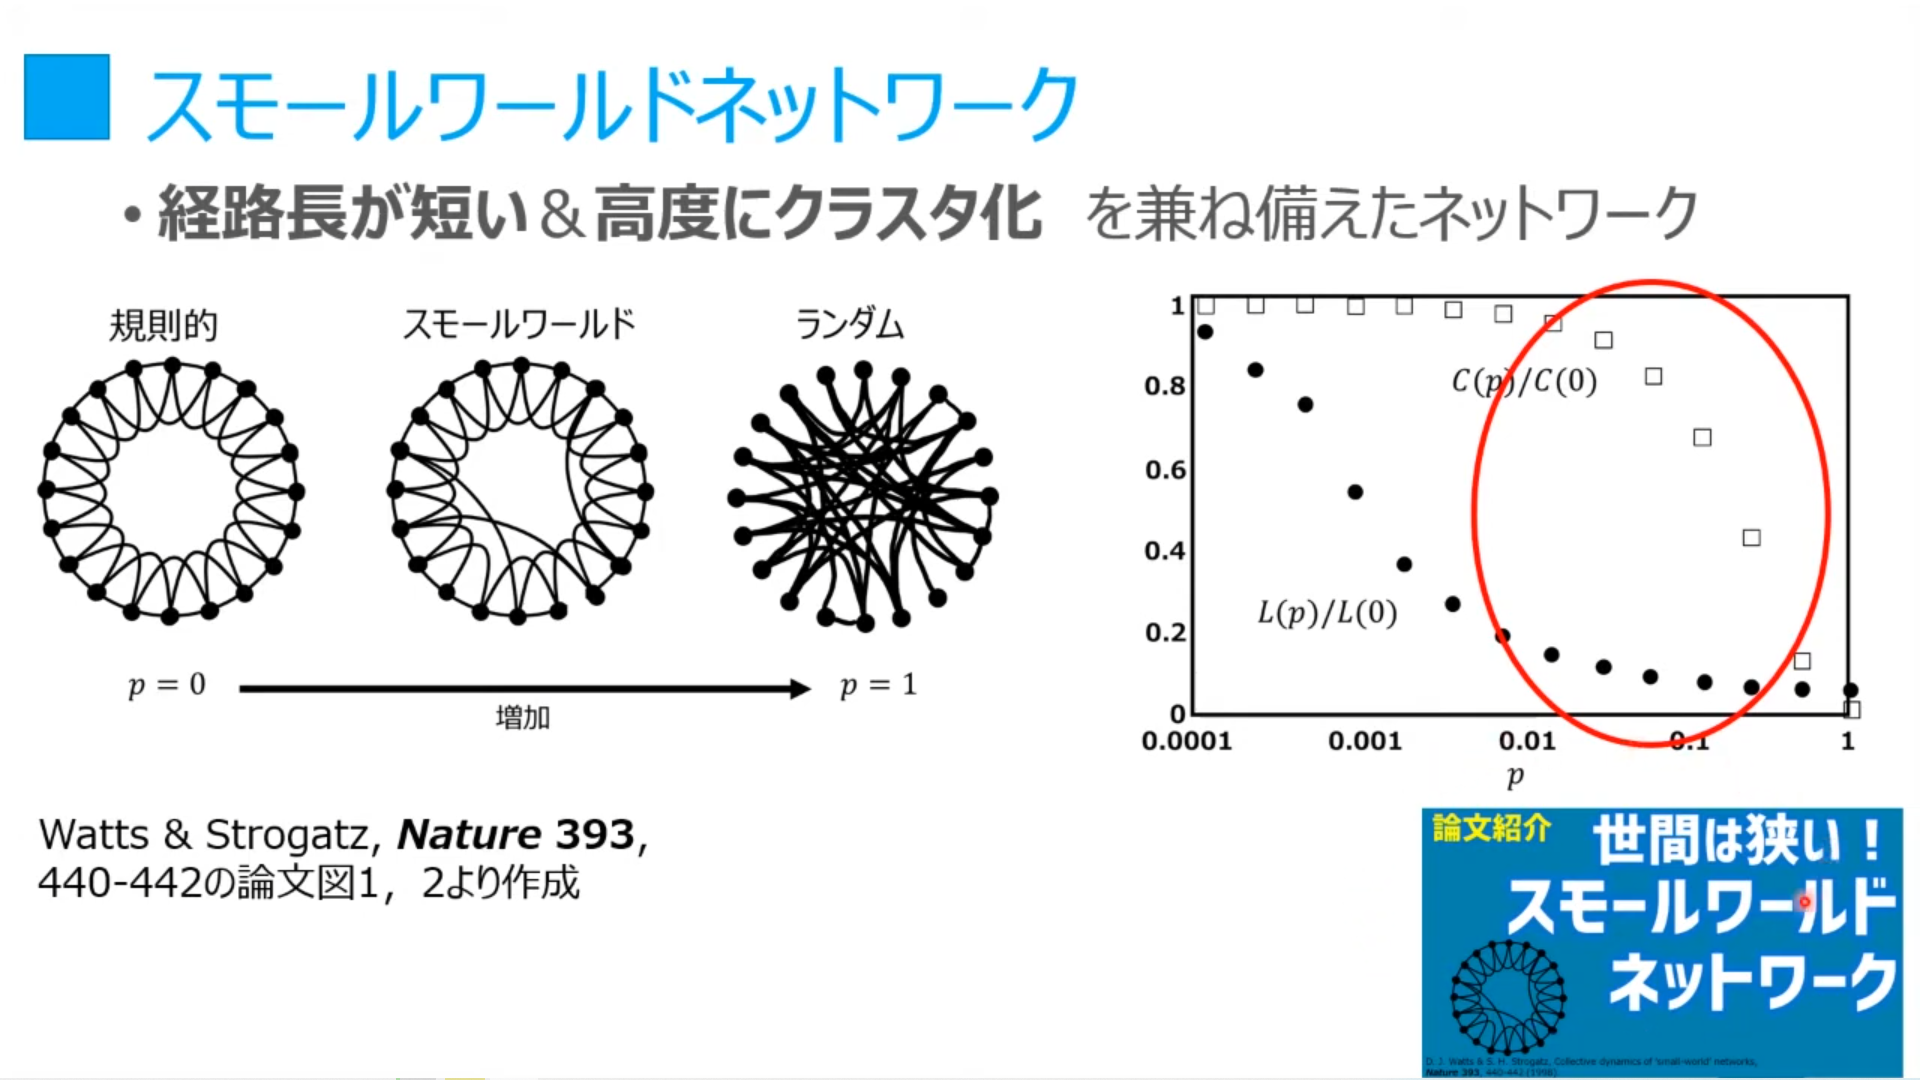 スモールワールドネットワーク
・経路長が短い＆高度にクラスタ化 を兼ね備えたネットワーク
規則的
スモールワールド
ランダム
p = 0
増加
p = 1
1
0.8
0.6
0.4
0.2
0
C(p)/C(0)
L(p)/L(0)
0.0001 0.001 0.01 0.1 1
p
Watts & Strogatz, Nature 393,
440-442の論文図1，2より作成
論文紹介
世間は狭い！
スモールワールド
ネットワーク
D. J. Watts & S. H. Strogatz, Collective dynamics of 'small-world' networks,
Nature 393, 440-442 (1998)